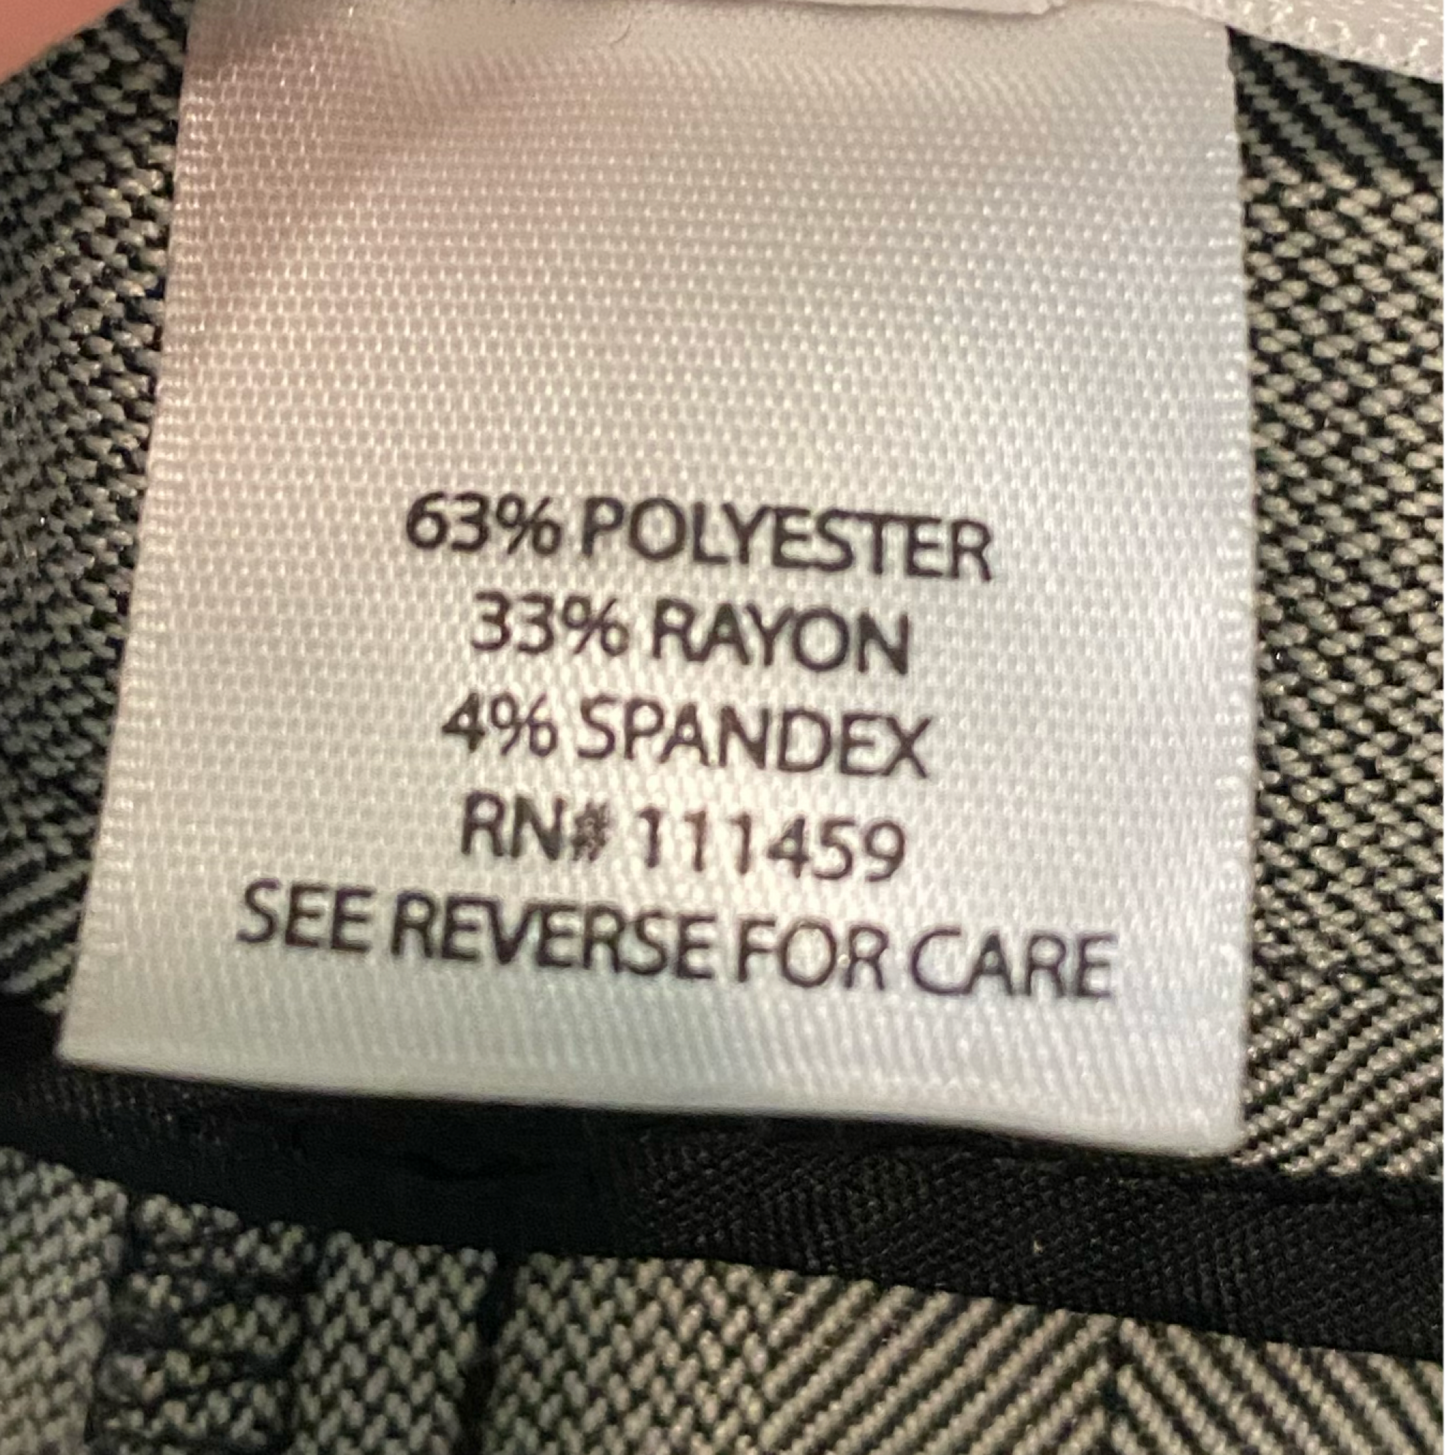 63% POLYESTER
33% RAYON
4% SPANDEX
RN# 111459
SEE REVERSE FOR CARE